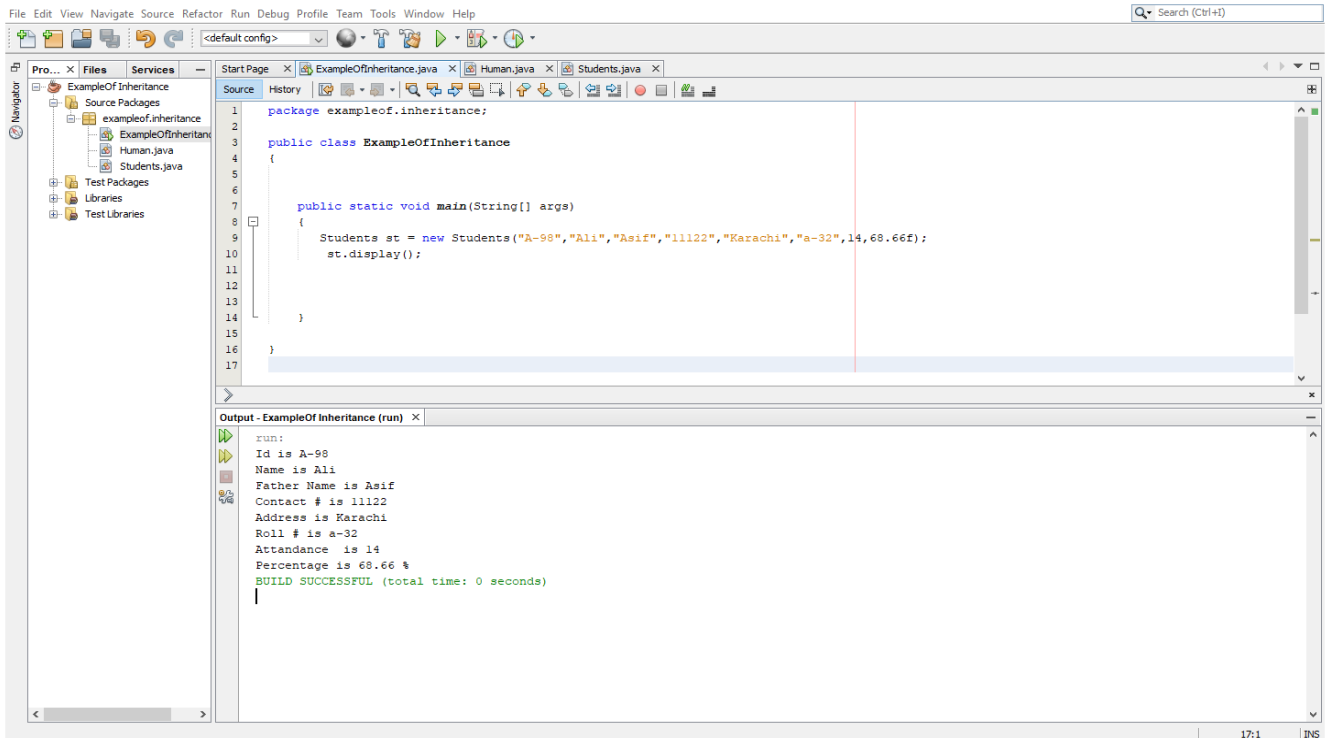 File Edit View Navigate Source Refactor Run Debug Profile Team Tools Window Help
Search (Ctrl+I)
<default config>
Pro... Files Services
Navigator
ExampleOf Inheritance
Source Packages
exampleof.inheritance
ExampleOfInheritanc
Human.java
Students.java
Test Packages
Libraries
Test Libraries
Start Page ExampleOfInheritance.java Human.java Students.java
Source History
1 package exampleof.inheritance;
2
3 public class ExampleOfInheritance
4 {
5
6
7 public static void main(String[] args)
8 {
9 Students st = new Students("A-98","Ali","Asif","11122","Karachi","a-32",14,68.66f);
10 st.display();
11
12
13
14 }
15
16 }
17
Output - ExampleOf Inheritance (run)
run:
Id is A-98
Name is Ali
Father Name is Asif
Contact # is 11122
Address is Karachi
Roll # is a-32
Attandance  is 14
Percentage is 68.66 %
BUILD SUCCESSFUL (total time: 0 seconds)
17:1 INS